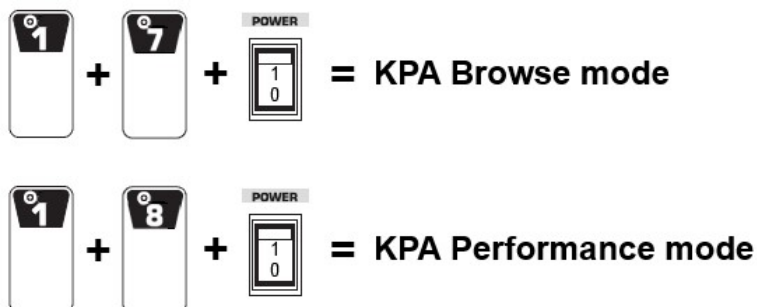 POWER
1 + 7 + 1 0 = KPA Browse mode
POWER
1 + 8 + 1 0 = KPA Performance mode